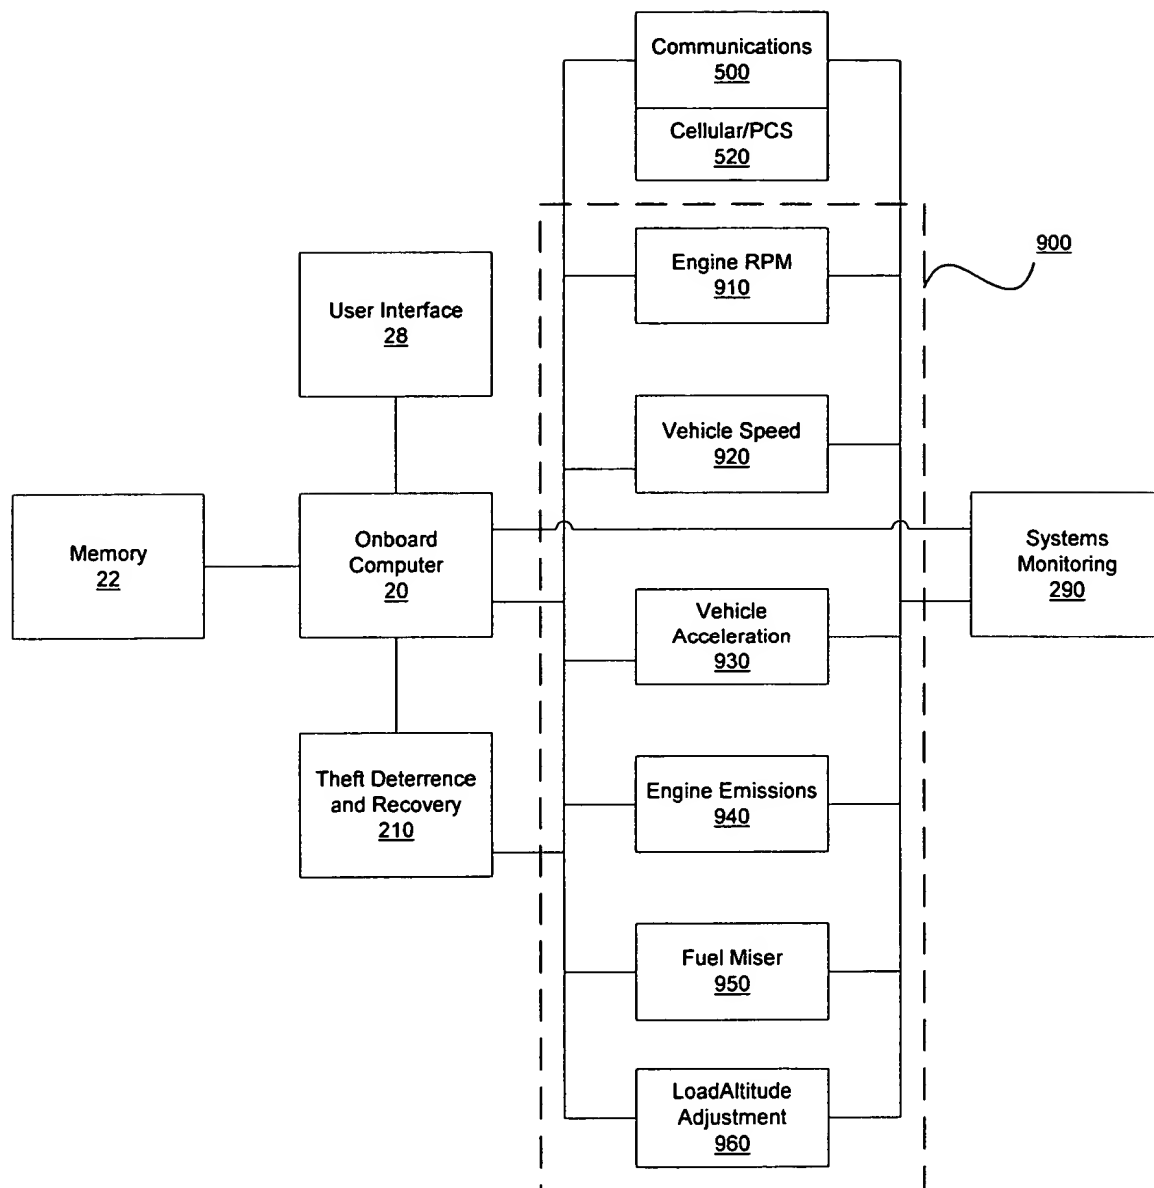 Communications
500
Cellular/PCS
520
900
Engine RPM
910
User Interface
28
Vehicle Speed
920
Memory
22
Onboard
Computer
20
Systems
Monitoring
290
Vehicle
Acceleration
930
Theft Deterrence
and Recovery
210
Engine Emissions
940
Fuel Miser
950
LoadAltitude
Adjustment
960